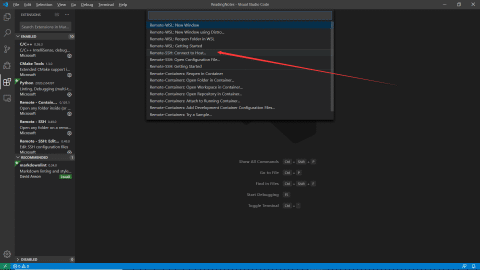 File Edit Selection View Go Debug Terminal Help
ReadingNotes - Visual Studio Code
EXTENSIONS
Search Extensions in Mar...
ENABLED
C/C++
C/C++ IntelliSense, debug...
Microsoft
CMake Tools
Extended CMake support i...
Microsoft
Python
Linting, Debugging (multi-...
Microsoft
Remote - Contain...
Open any folder inside (or ...
Microsoft
Remote - SSH
Open any folder on a remo...
Microsoft
Remote - SSH: Edit...
Edit SSH configuration files
Microsoft
RECOMMENDED
markdownlint
Markdown linting and style...
David Anson
Install
DISABLED
Remote-WSL: New Window
Remote-WSL: New Window using Distro...
Remote-WSL: Reopen Folder in WSL
Remote-WSL: Getting Started
Remote-SSH: Connect to Host...
Remote-SSH: Open Configuration File...
Remote-SSH: Getting Started
Remote-Containers: Reopen in Container
Remote-Containers: Open Folder in Container...
Remote-Containers: Open Workspace in Container...
Remote-Containers: Open Repository in Container...
Remote-Containers: Attach to Running Container...
Remote-Containers: Add Development Container Configuration Files...
Remote-Containers: Try a Sample...
Show All Commands Ctrl + Shift + P
Go to File Ctrl + P
Find in Files Ctrl + Shift + F
Start Debugging F5
Toggle Terminal Ctrl + `